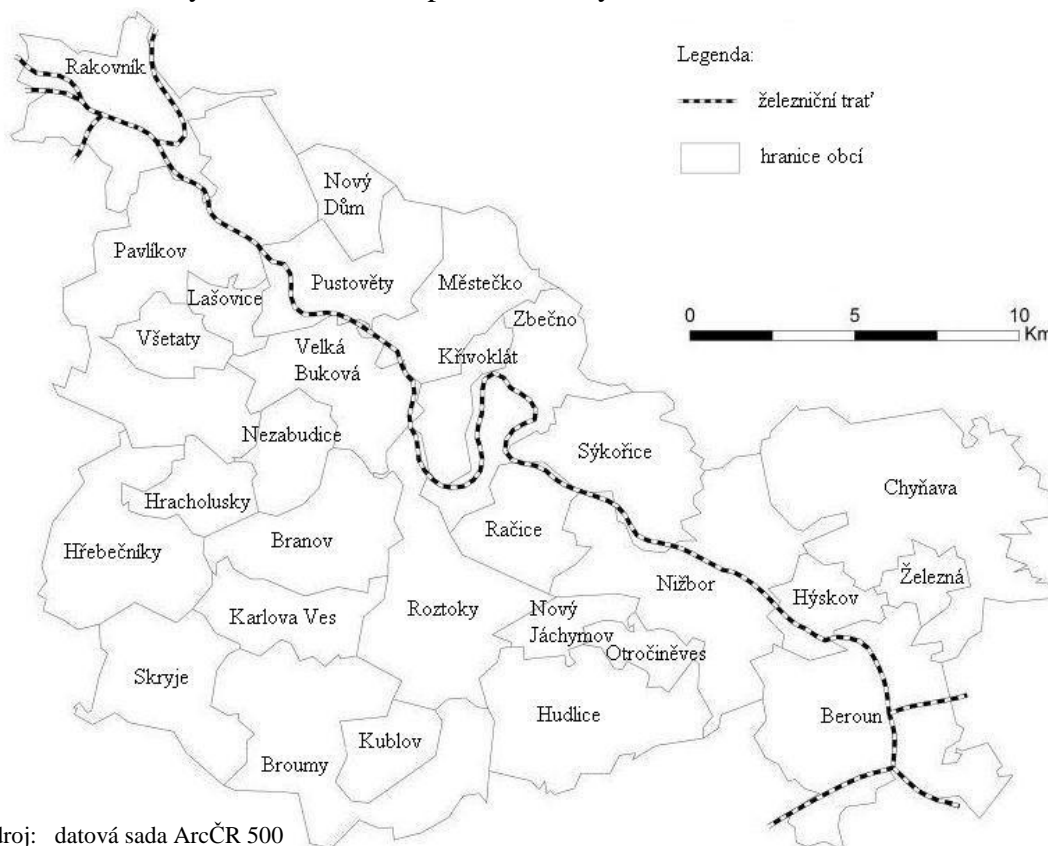 Rakovník
Legenda:
železniční trať
hranice obcí
Nový
Dům
Pavlíkov
Pustověty
Městečko
Lašovice
Zbečno
0 5 10
Km
Všetaty
Velká
Buková
Křivoklát
Nezabudice
Sýkořice
Chyňava
Hracholusky
Račice
Branov
Hřebečníky
Železná
Nižbor
Hýskov
Karlova Ves
Roztoky
Nový
Jáchymov
Otročiněves
Skryje
Hudlice
Beroun
Kublov
Broumy
droj: datová sada ArcČR 500